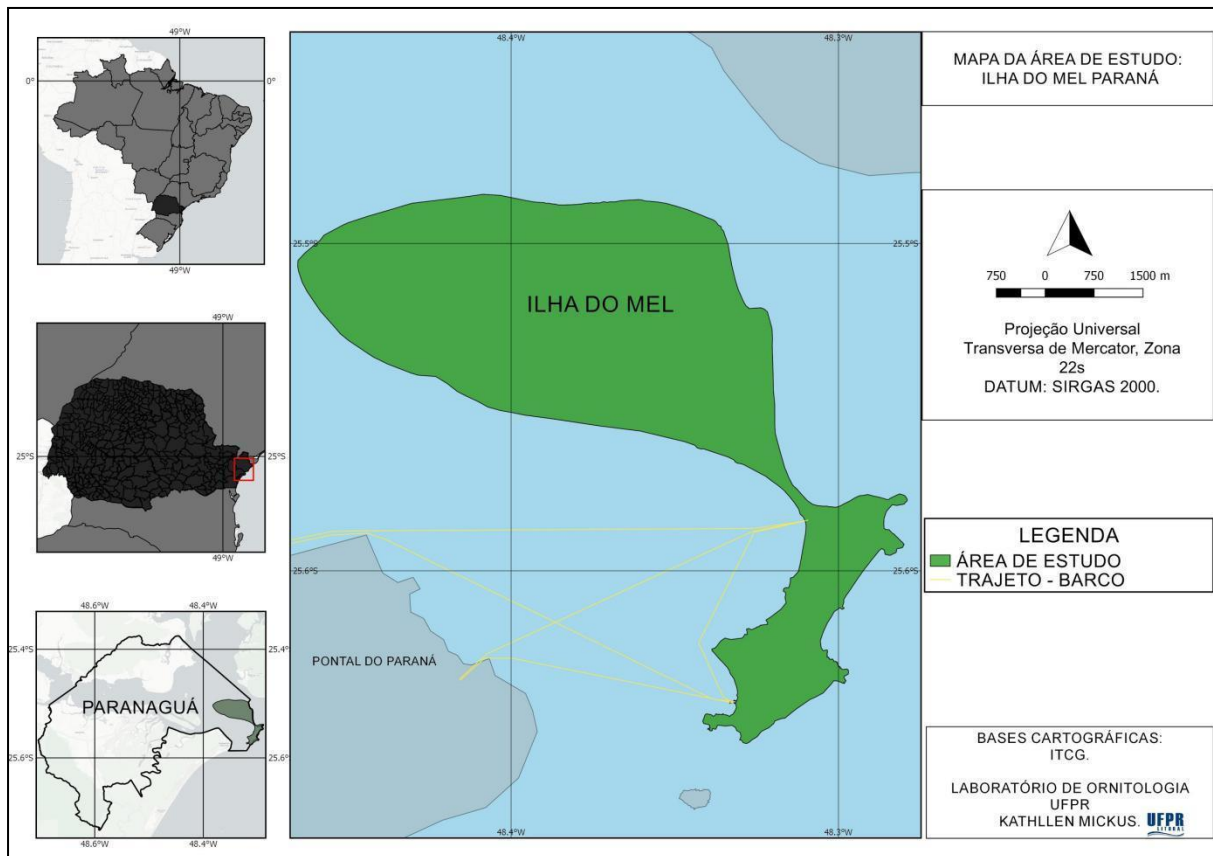 49°W
0°
0°
49°W
49°W
25°S
25°S
49°W
48.6°W
48.4°W
25.4°S
25.4°S
PARANAGUÁ
25.6°S
25.6°S
48.6°W
48.4°W
48.4°W
48.3°W
25.5°S
25.5°S
ILHA DO MEL
25.6°S
25.6°S
PONTAL DO PARANÁ
48.4°W
48.3°W
MAPA DA ÁREA DE ESTUDO:
ILHA DO MEL PARANÁ
750 0 750 1500 m
Projeção Universal
Transversa de Mercator, Zona
22s
DATUM: SIRGAS 2000.
LEGENDA
ÁREA DE ESTUDO
TRAJETO - BARCO
BASES CARTOGRÁFICAS:
ITCG.
LABORATÓRIO DE ORNITOLOGIA
UFPR
KATHLLEN MICKUS.
UFPR
LITORAL